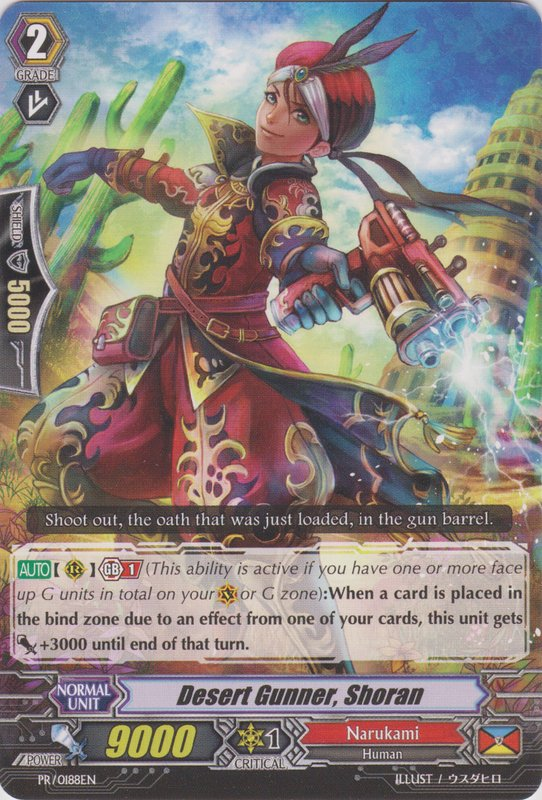 2
GRADE
SHIELD
5000
Shoot out, the oath that was just loaded, in the gun barrel.
AUTO【 R 】GB 1 (This ability is active if you have one or more face
up G units in total on your V or G zone):When a card is placed in
the bind zone due to an effect from one of your cards, this unit gets
+3000 until end of that turn.
NORMAL
UNIT
Desert Gunner, Shoran
POWER
9000
1
CRITICAL
Narukami
Human
PR/0188EN
ILLUST / ウスダヒロ